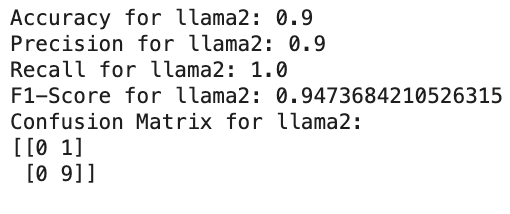 Accuracy for llama2: 0.9
Precision for llama2: 0.9
Recall for llama2: 1.0
F1-Score for llama2: 0.9473684210526315
Confusion Matrix for llama2:
[[0 1]
 [0 9]]